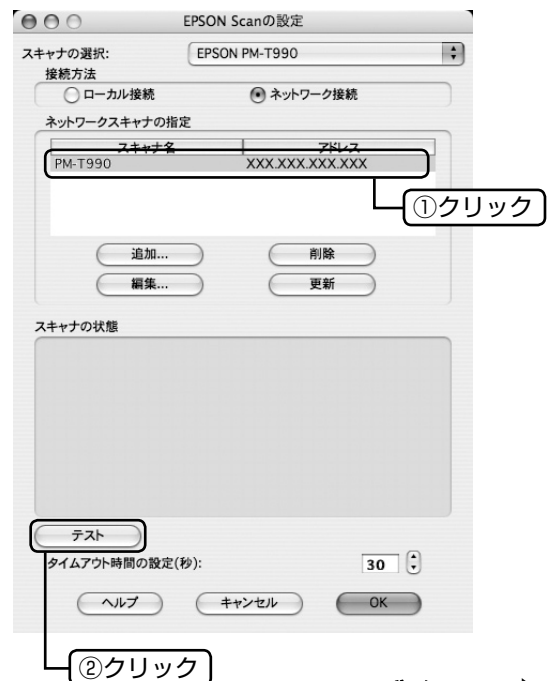 EPSON Scanの設定
スキャナの選択: EPSON PM-T990
接続方法
ローカル接続 ネットワーク接続
ネットワークスキャナの指定
スキャナ名 アドレス
PM-T990 XXX.XXX.XXX.XXX
①クリック
追加... 削除
編集... 更新
スキャナの状態
テスト
タイムアウト時間の設定(秒): 30
ヘルプ キャンセル OK
②クリック